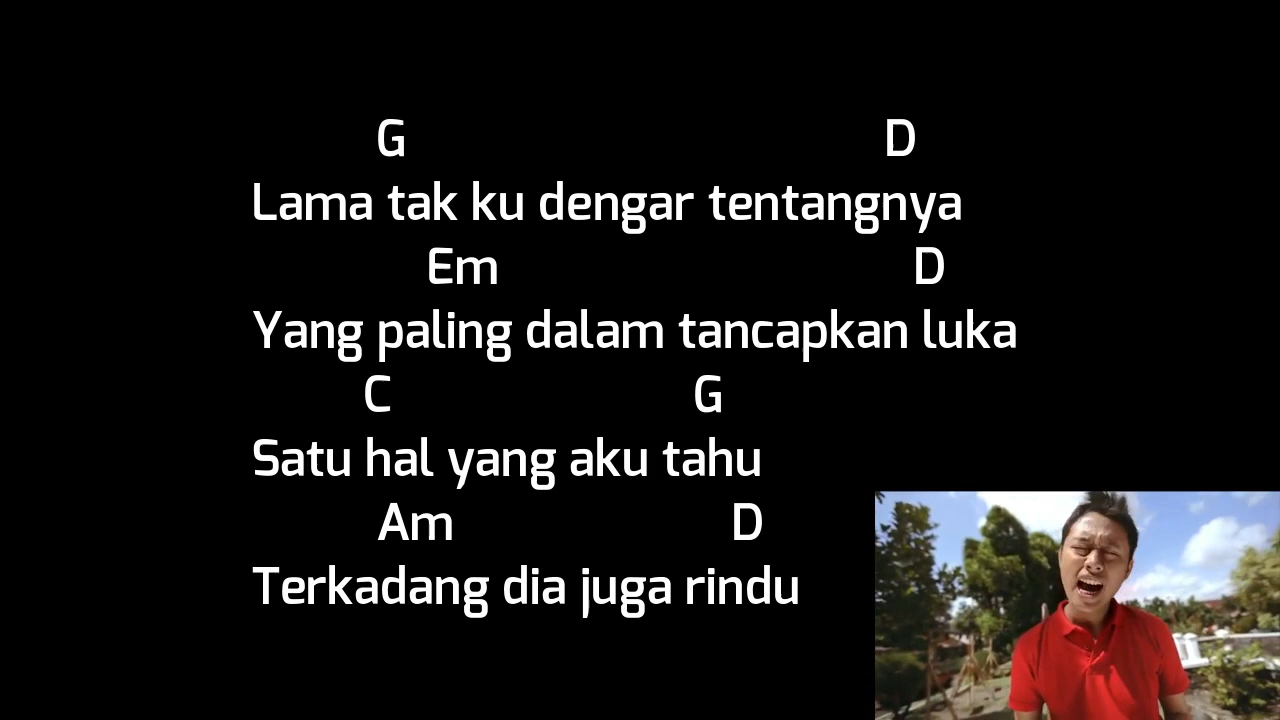 G D
Lama tak ku dengar tentangnya
Em D
Yang paling dalam tancapkan luka
C G
Satu hal yang aku tahu
Am D
Terkadang dia juga rindu